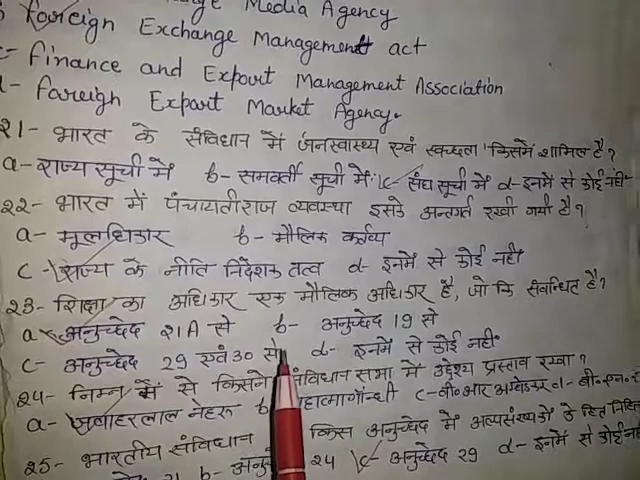 Media Agency
Foreign Exchange Management act
c- Finance and Export Management Association
d- Foreign Export Market Agency.
21- भारत के संविधान में जनस्वास्थ्य एवं स्वच्छता किसमें शामिल है?
a- राज्य सूची में b- समवर्ती सूची में c- संघ सूची में d- इनमें से कोई नहीं
22- भारत में पंचायतीराज व्यवस्था इसके अन्तर्गत रखी गयी है?
a- मूलाधिकार b- मौलिक कर्त्तव्य
c- राज्य के नीति निदेशक तत्व d- इनमें से कोई नहीं
23- शिक्षा का अधिकार एक मौलिक अधिकार है, जो कि संबन्धित है?
a- अनुच्छेद 21A से b- अनुच्छेद 19 से
c- अनुच्छेद 29 एवं 30 से d- इनमें से कोई नहीं
24- निम्न में से किसने संविधान सभा में उद्देश्य प्रस्ताव रखा?
a- जवाहरलाल नेहरू b- महात्मागांधी c- बी. आर अम्बेडकर d- बी. एन.
25- भारतीय संविधान किस अनुच्छेद में अल्पसंख्यकों के हित
b- 24 c- अनुच्छेद 29 d- इनमें से कोई नहीं